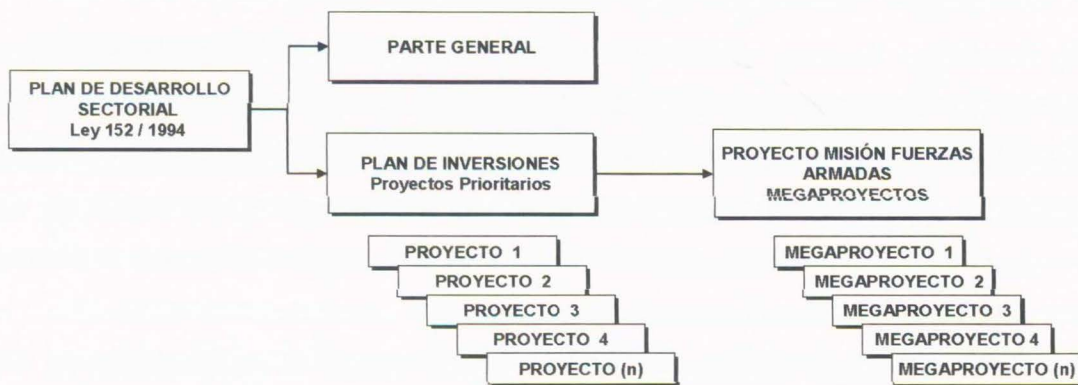 PARTE GENERAL
PLAN DE DESARROLLO
SECTORIAL
Ley 152 / 1994
PLAN DE INVERSIONES
Proyectos Prioritarios
PROYECTO MISIÓN FUERZAS
ARMADAS
MEGAPROYECTOS
PROYECTO 1
PROYECTO 2
PROYECTO 3
PROYECTO 4
PROYECTO (n)
MEGAPROYECTO 1
MEGAPROYECTO 2
MEGAPROYECTO 3
MEGAPROYECTO 4
MEGAPROYECTO (n)